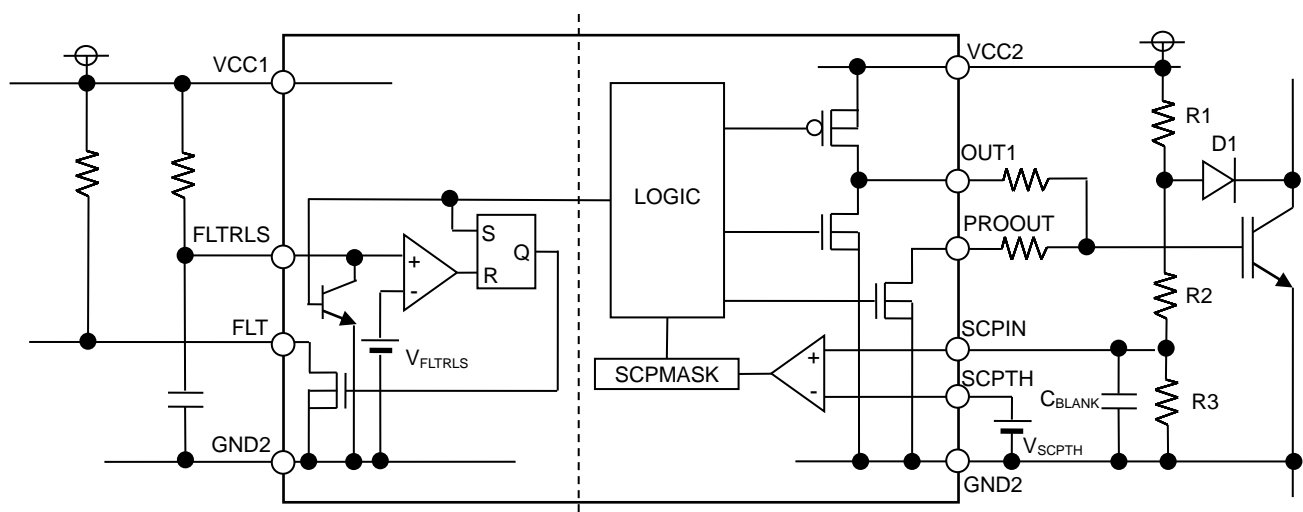 VCC1
VCC2
R1
D1
OUT1
LOGIC
PROOUT
FLTRLS
S
Q
R
+
-
R2
FLT
SCPIN
VFLTRLS
+
SCPMASK
SCPTH
-
CBLANK
R3
VSCPTH
GND2
GND2